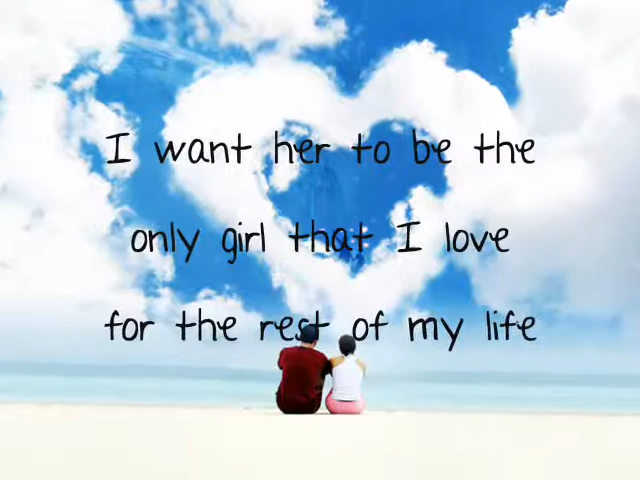 I want her to be the
only girl that I love
for the rest of my life